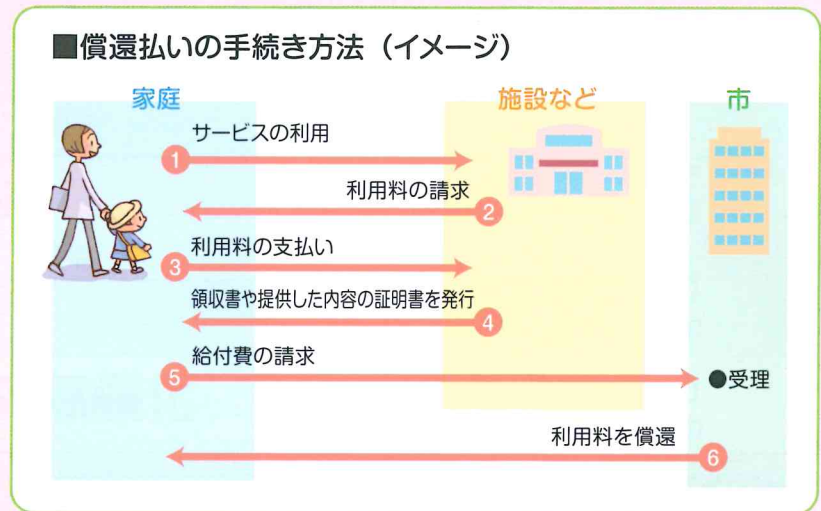 ■償還払いの手続き方法（イメージ）
家庭
施設など
市
サービスの利用
1
利用料の請求
2
利用料の支払い
3
領収書や提供した内容の証明書を発行
4
給付費の請求
5
●受理
利用料を償還
6